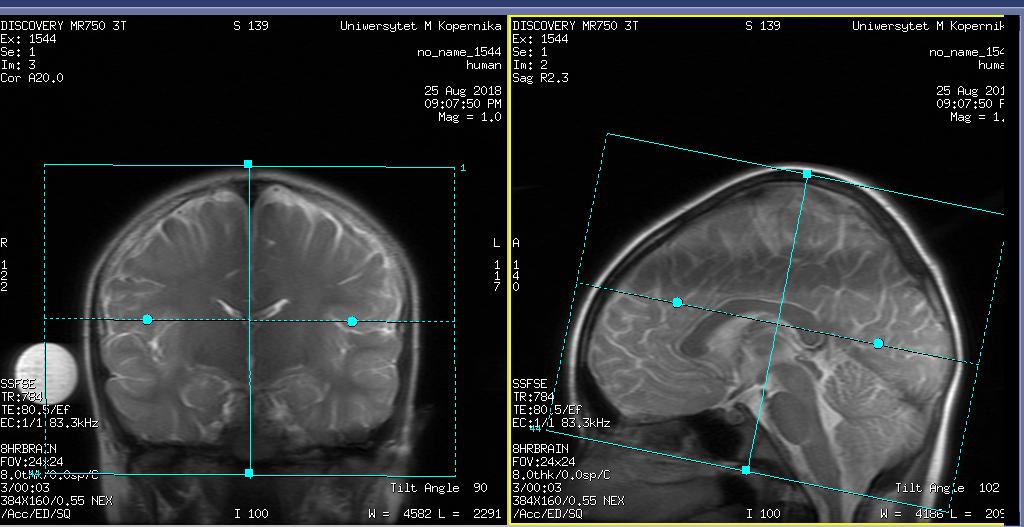 DISCOVERY MR750 3T
S 139
Uniwersytet M Kopernika
Ex: 1544
Se: 1
no_name_1544
Im: 3
human
Cor A20.0
25 Aug 2018
09:07:50 PM
Mag = 1.0
1
R
1
2
2
L
1
1
7
SSFSE
TR:784
TE:80.5/Ef
EC:1/1 83.3kHz
8HRBRAIN
FOV:24x24
8.0thk/0.0sp/C
3/00:03
384X160/0.55 NEX
/Acc/ED/SQ
Tilt Angle 90
I 100
W = 4582 L = 2291
DISCOVERY MR750 3T
S 139
Uniwersytet M Kopernik
Ex: 1544
Se: 1
no_name_154
Im: 2
huma
Sag R2.3
25 Aug 201
09:07:50
Mag = 1.
A
1
4
0
SSFSE
TR:784
TE:80.5/Ef
EC:1/1 83.3kHz
44
8HRBRAIN
FOV:24x24
8.0thk/0.0sp/C
3/00:03
384X160/0.55 NEX
/Acc/ED/SQ
Tilt Angle 102
I 100
W = 4186 L = 209